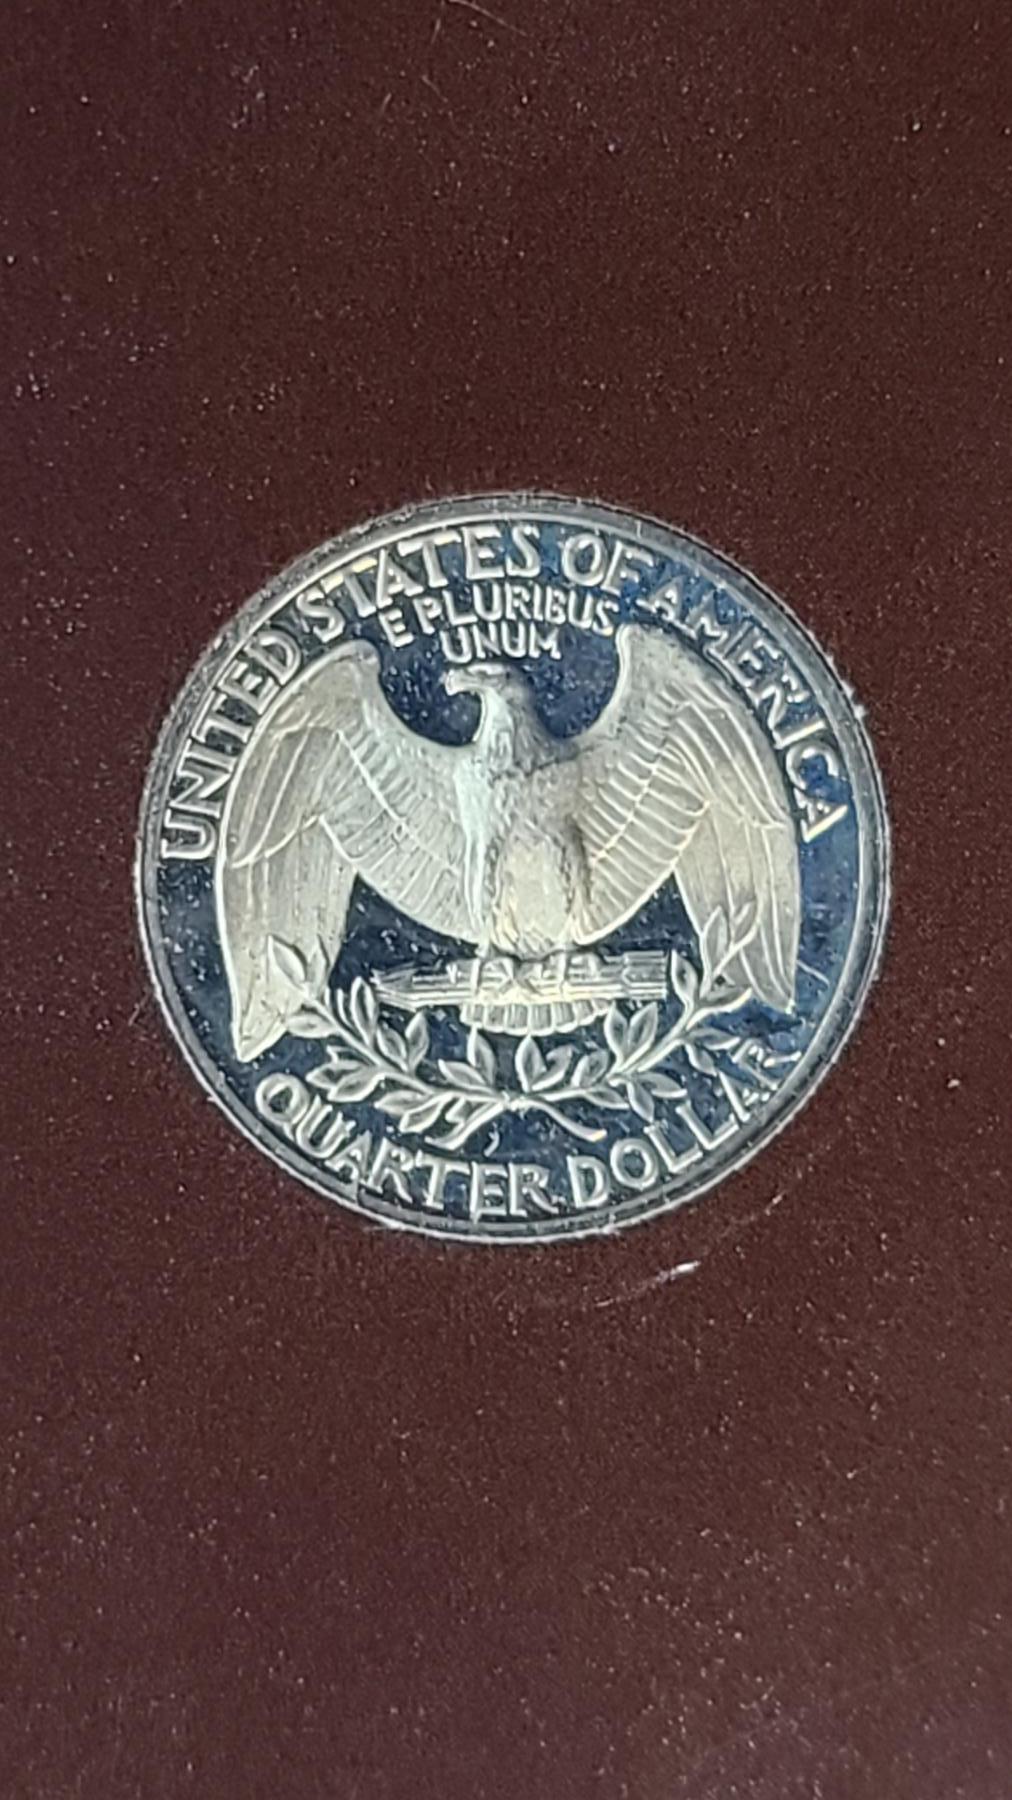 UNITED STATES OF AMERICA
E PLURIBUS
UNUM
QUARTER DOLLAR